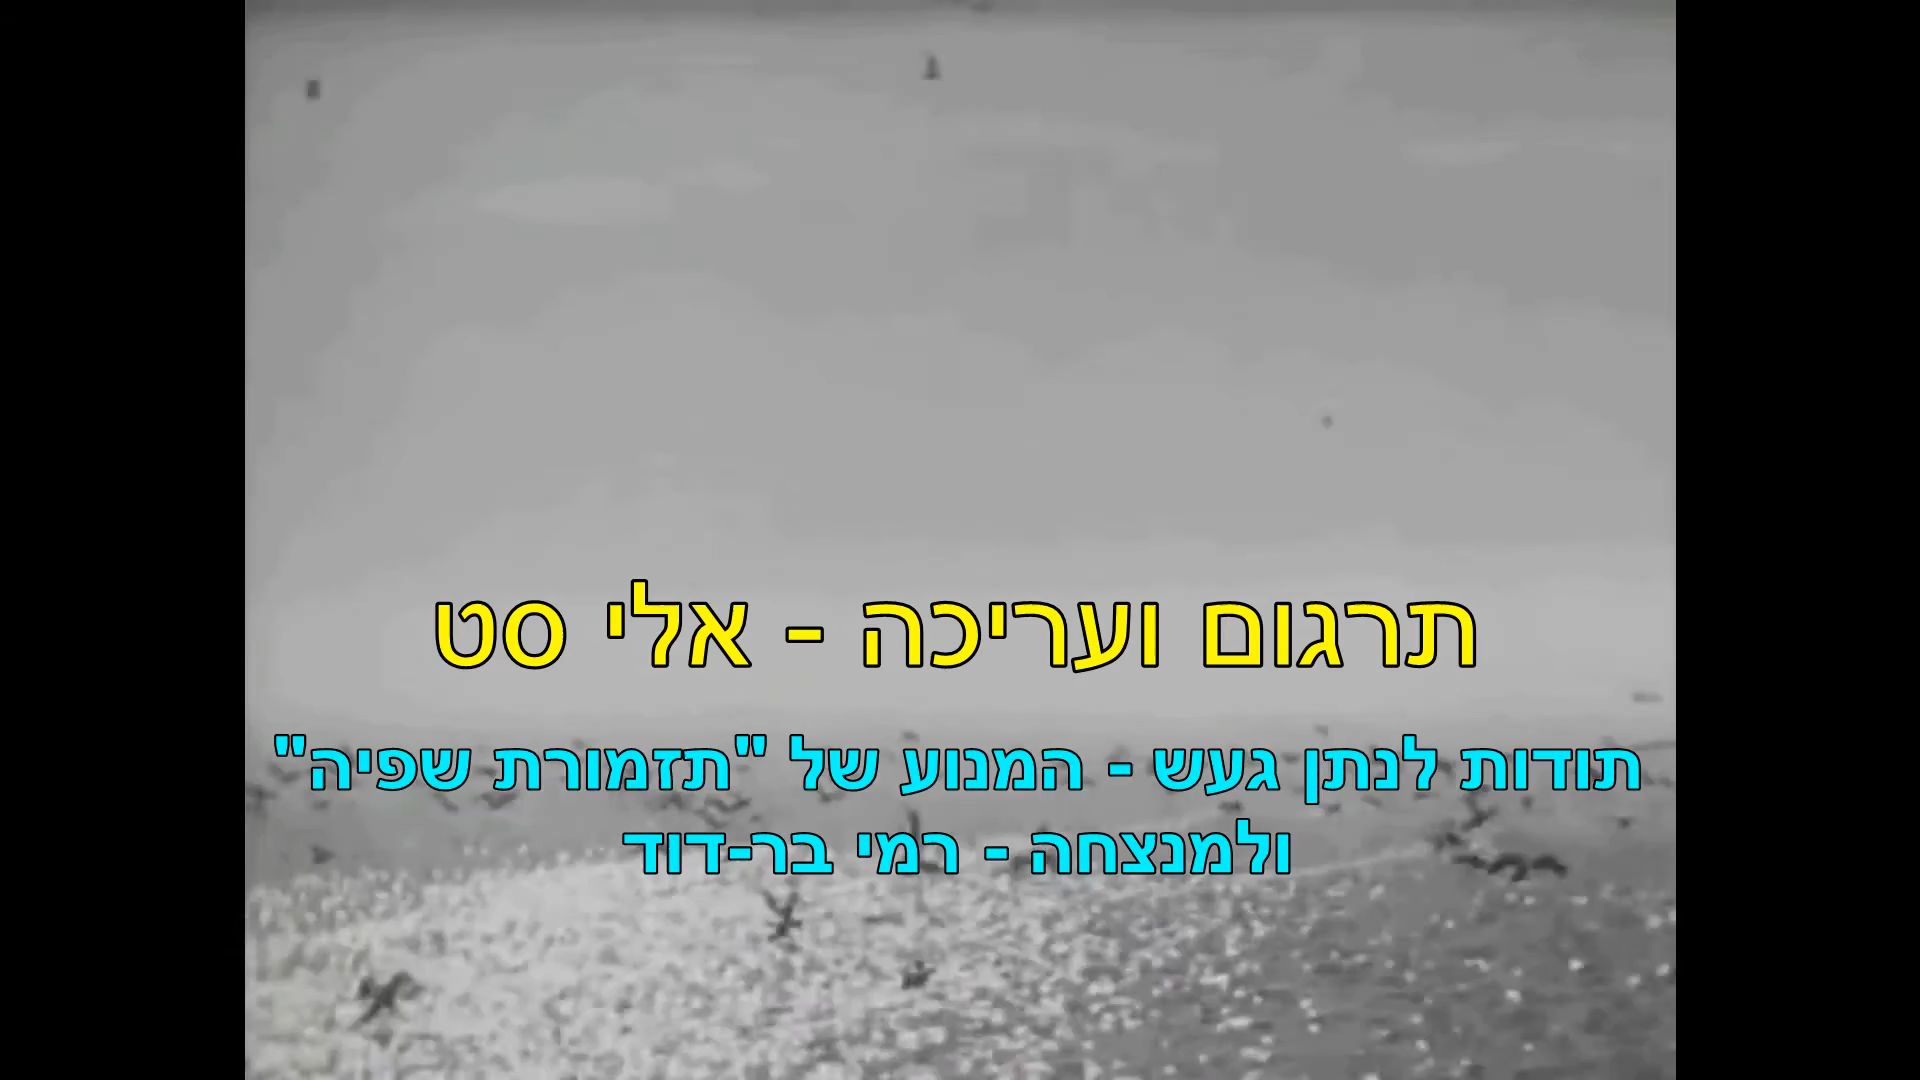 תרגום ועריכה - אלי סט
תודות לנתן געש - המנוע של "תזמורת שפיה"
ולמנצחה - רמי בר-דוד